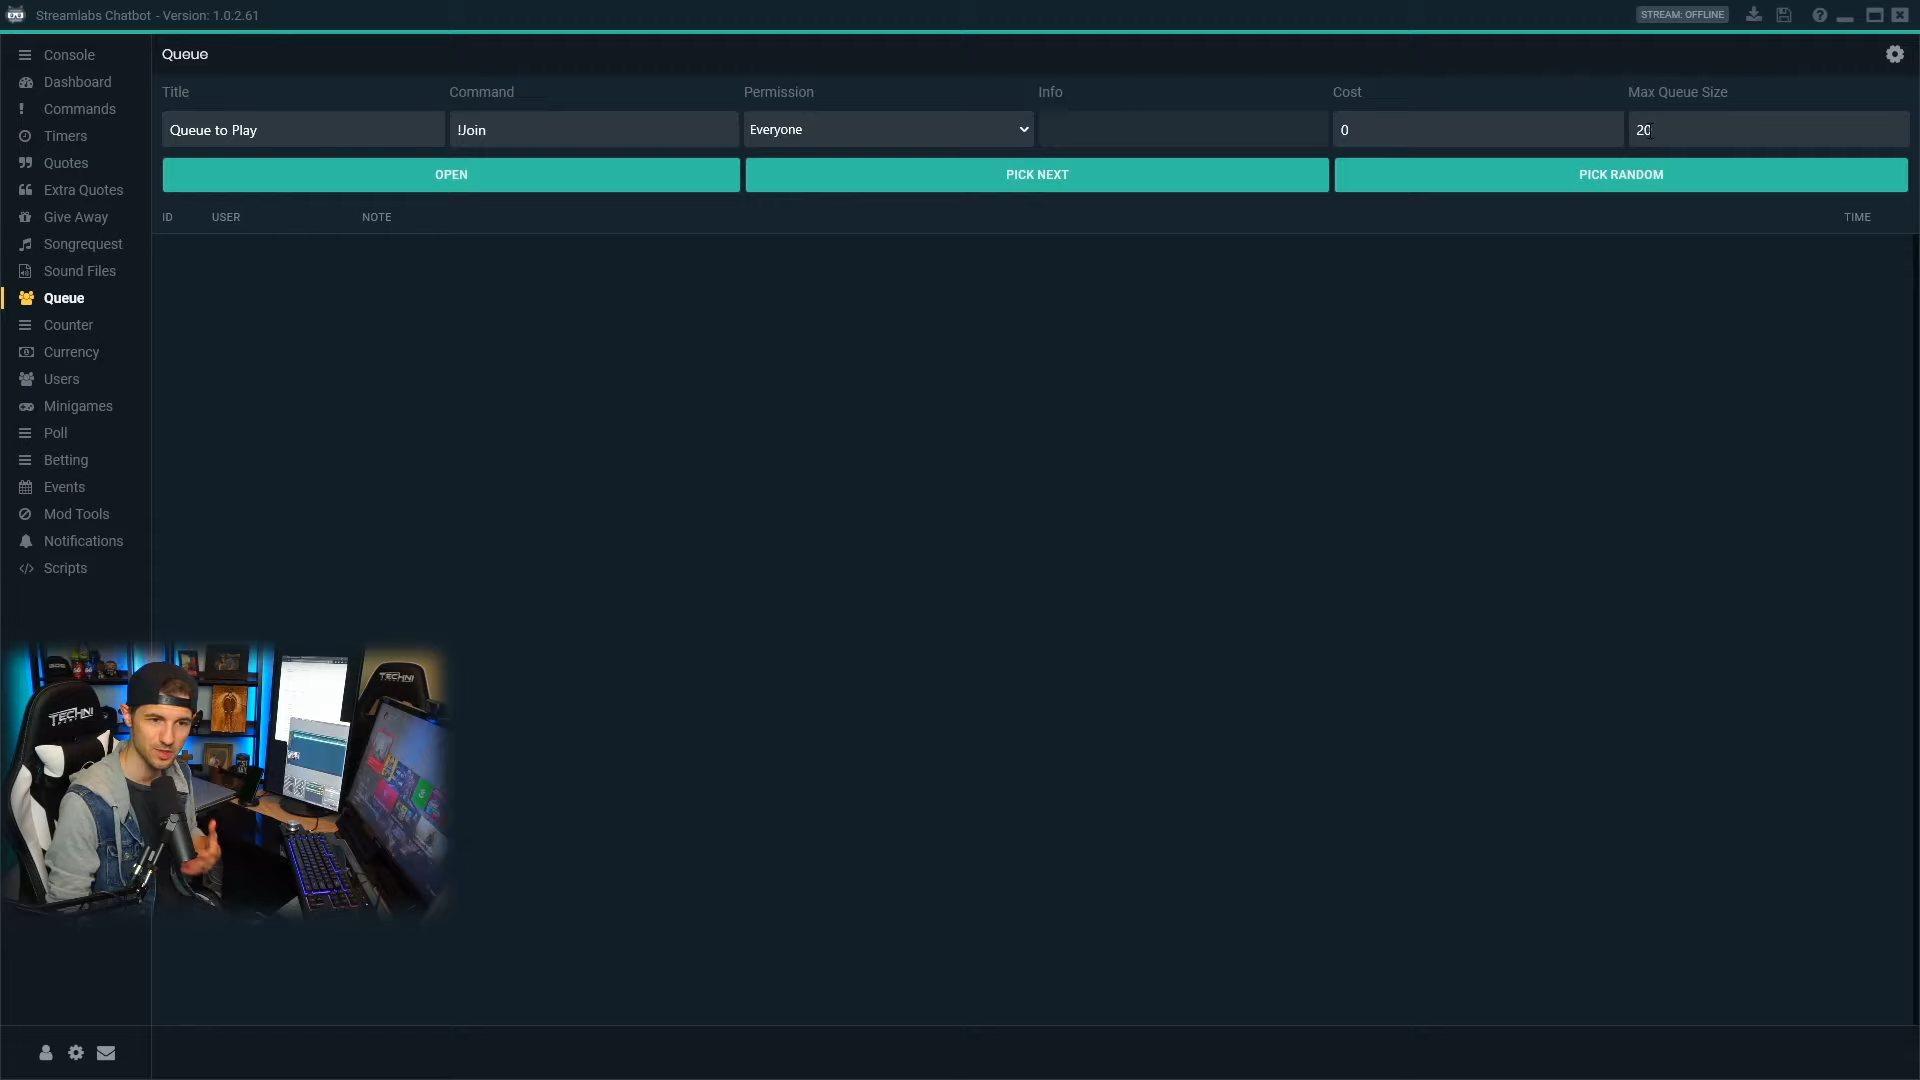 Streamlabs Chatbot - Version: 1.0.2.61
STREAM: OFFLINE
Console
Dashboard
Commands
Timers
Quotes
Extra Quotes
Give Away
Songrequest
Sound Files
Queue
Counter
Currency
Users
Minigames
Poll
Betting
Events
Mod Tools
Notifications
Scripts
Queue
Title Command Permission Info Cost Max Queue Size
Queue to Play !Join Everyone 0 20
OPEN PICK NEXT PICK RANDOM
ID USER NOTE TIME
TECHNI
TECHNI